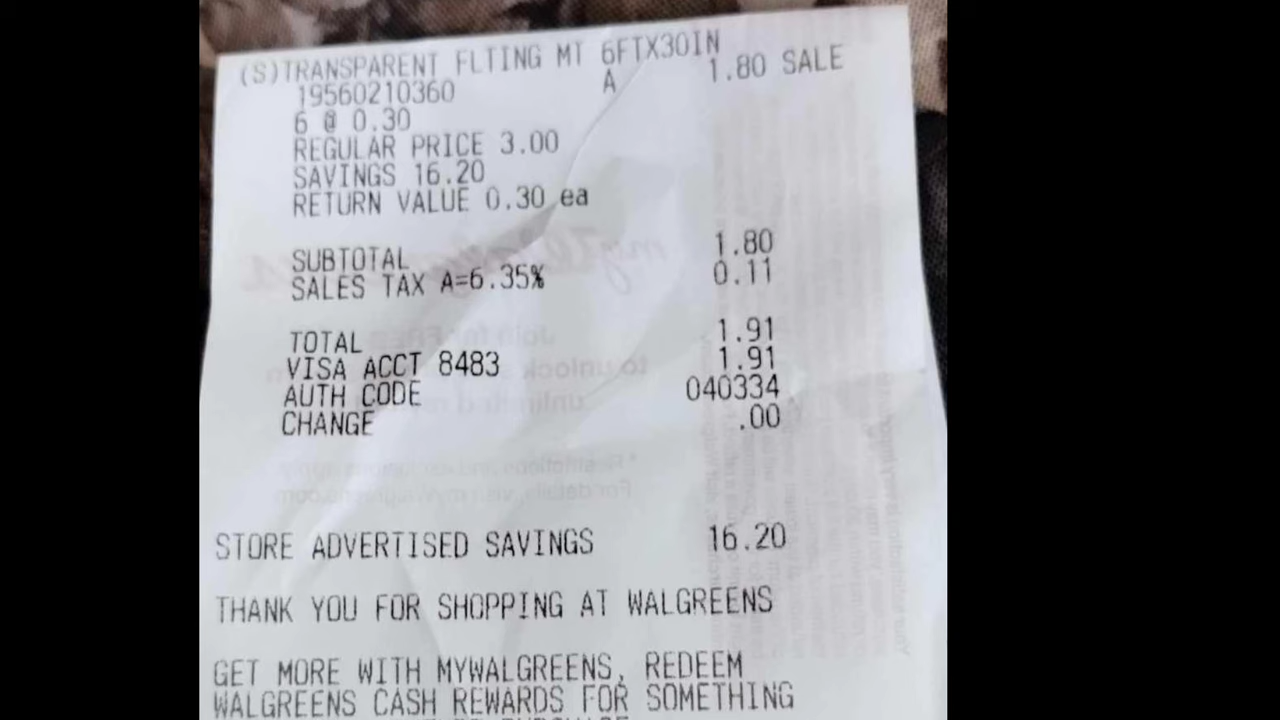 (S)TRANSPARENT FLTING MT 6FTX30IN
19560210360 A 1.80 SALE
6 @ 0.30
REGULAR PRICE 3.00
SAVINGS 16.20
RETURN VALUE 0.30 ea
SUBTOTAL 1.80
SALES TAX A=6.35% 0.11
TOTAL 1.91
VISA ACCT 8483 1.91
AUTH CODE 040334
CHANGE .00
STORE ADVERTISED SAVINGS 16.20
THANK YOU FOR SHOPPING AT WALGREENS
GET MORE WITH MYWALGREENS, REDEEM
WALGREENS CASH REWARDS FOR SOMETHING